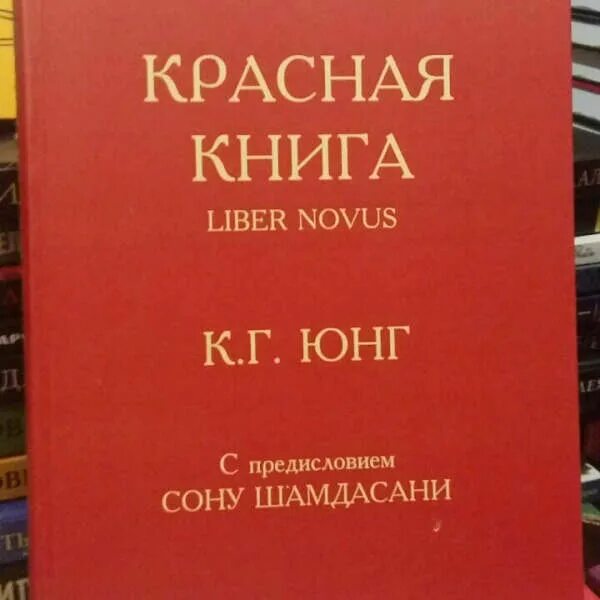 КРАСНАЯ
КНИГА
LIBER NOVUS
К.Г. ЮНГ
С предисловием
СОНУ ШАМДАСАНИ